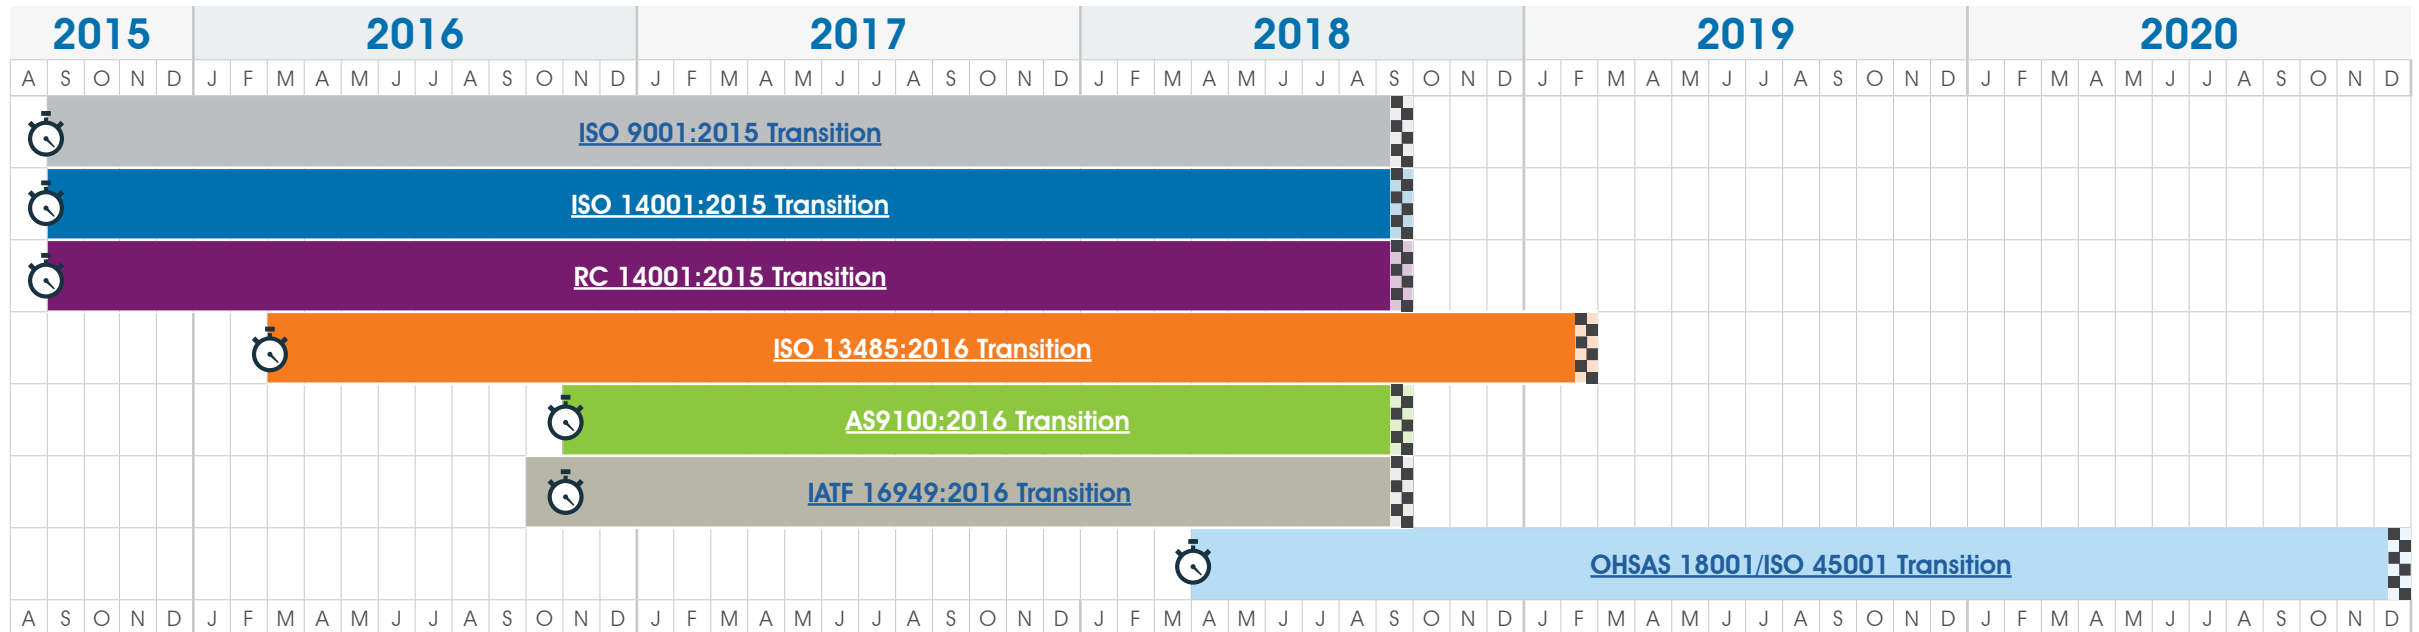 2015 2016 2017 2018 2019 2020
A S O N D J F M A M J J A S O N D J F M A M J J A S O N D J F M A M J J A S O N D J F M A M J J A S O N D J F M A M J J A S O N D
ISO 9001:2015 Transition
ISO 14001:2015 Transition
RC 14001:2015 Transition
ISO 13485:2016 Transition
AS9100:2016 Transition
IATF 16949:2016 Transition
OHSAS 18001/ISO 45001 Transition
A S O N D J F M A M J J A S O N D J F M A M J J A S O N D J F M A M J J A S O N D J F M A M J J A S O N D J F M A M J J A S O N D